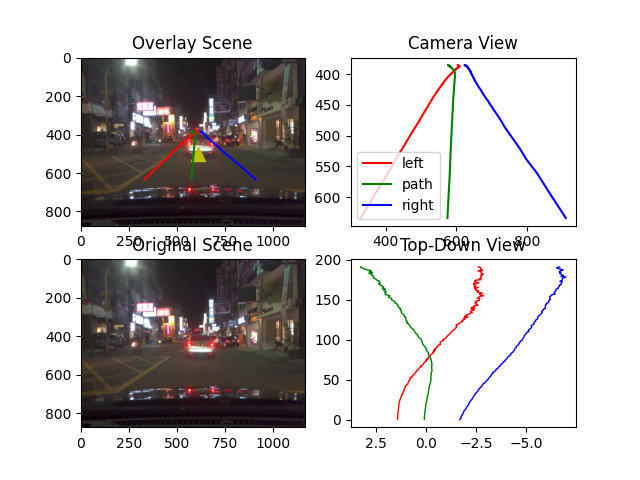 Overlay Scene
0
200
400
600
800
0 250 500 750 1000
Camera View
400
450
500
550
600
400 600 800
left
path
right
Original Scene
0
200
400
600
800
0 250 500 750 1000
Top-Down View
200
150
100
50
0
2.5 0.0 −2.5 −5.0